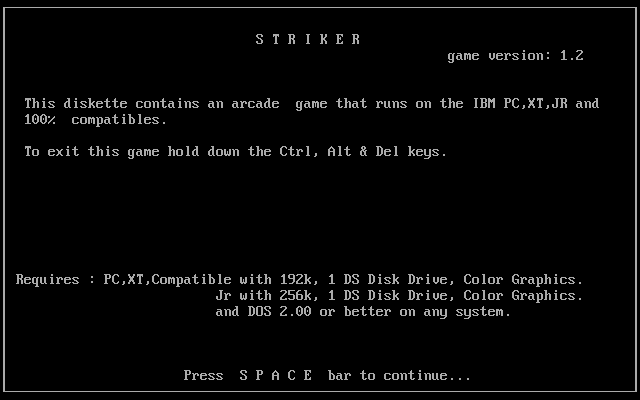 S T R I K E R
game version: 1.2
This diskette contains an arcade  game that runs on the IBM PC,XT,JR and
100%  compatibles.
To exit this game hold down the Ctrl, Alt & Del keys.
Requires : PC,XT,Compatible with 192k, 1 DS Disk Drive, Color Graphics.
Jr with 256k, 1 DS Disk Drive, Color Graphics.
and DOS 2.00 or better on any system.
Press  S P A C E  bar to continue...